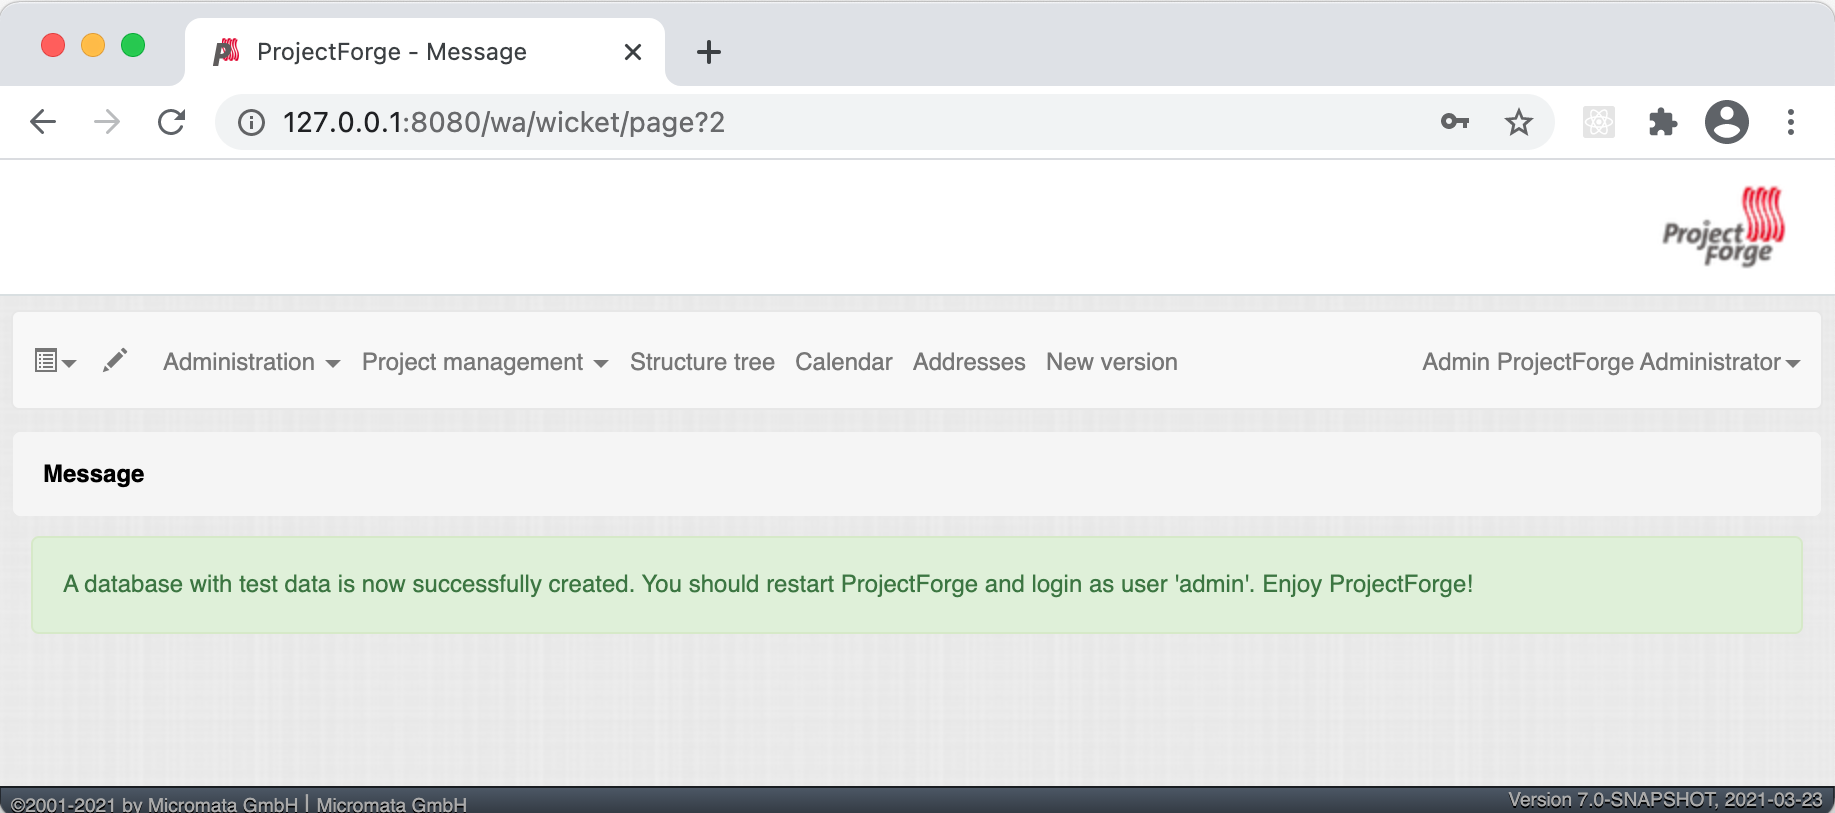 ProjectForge - Message
127.0.0.1:8080/wa/wicket/page?2
Project
Forge
Administration Project management Structure tree Calendar Addresses New version Admin ProjectForge Administrator
Message
A database with test data is now successfully created. You should restart ProjectForge and login as user 'admin'. Enjoy ProjectForge!
©2001-2021 by Micromata GmbH | Micromata GmbH Version 7.0-SNAPSHOT, 2021-03-23